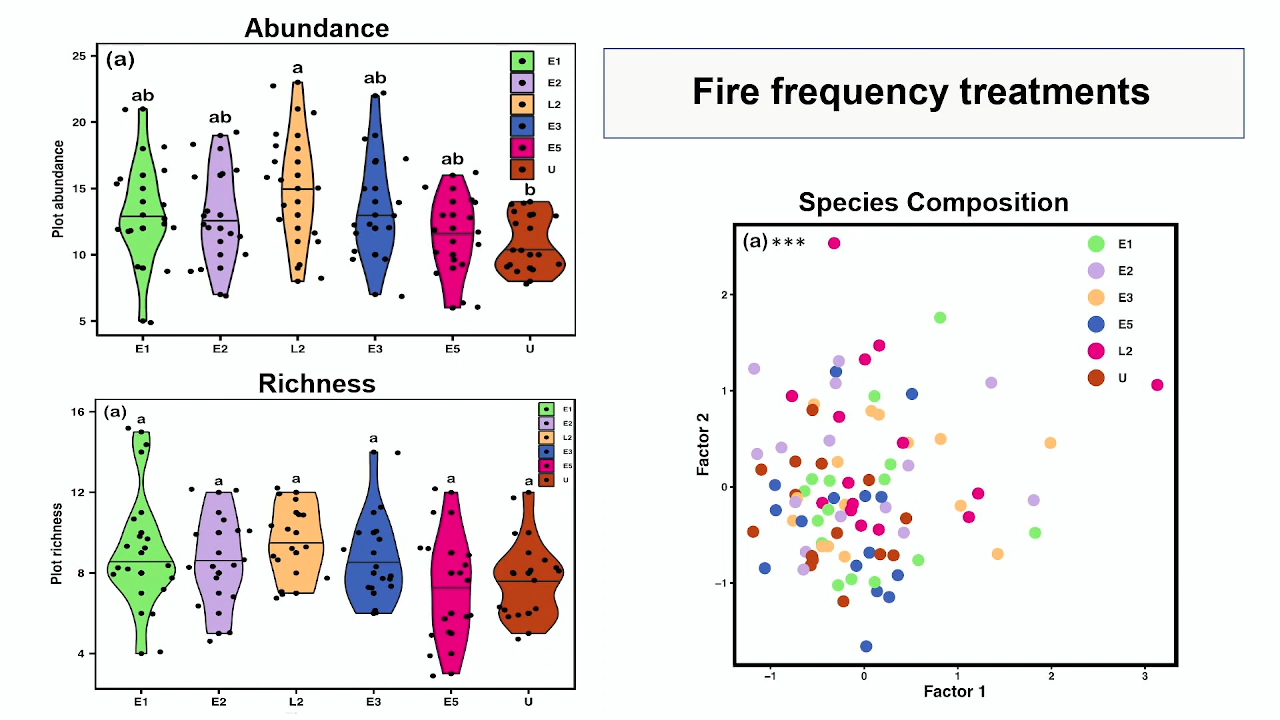 Abundance
(a)
25
20
15
10
5
Plot abundance
ab
ab
a
ab
ab
b
E1
E2
L2
E3
E5
U
E1
E2
L2
E3
E5
U
Richness
(a)
16
12
8
4
Plot richness
a
a
a
a
a
a
E1
E2
L2
E3
E5
U
E1
E2
L2
E3
E5
U
Fire frequency treatments
Species Composition
(a) ***
E1
E2
E3
E5
L2
U
2
1
0
−1
Factor 2
−1
0
1
2
3
Factor 1